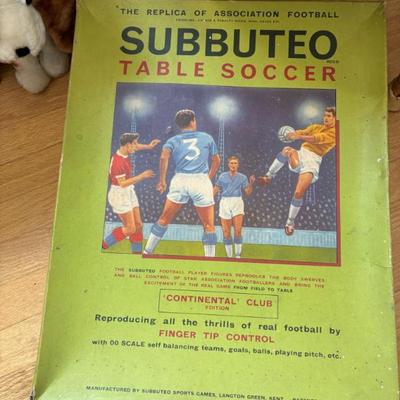 THE REPLICA OF ASSOCIATION FOOTBALL
SUBBUTEO
REGD
TABLE SOCCER
3
THE SUBBUTEO FOOTBALL PLAYER FIGURES REPRODUCE THE BODY SWERVES
AND BALL CONTROL OF STAR ASSOCIATION FOOTBALLERS AND BRING THE
EXCITEMENT OF THE REAL GAME FROM FIELD TO TABLE
'CONTINENTAL' CLUB
EDITION
Reproducing all the thrills of real football by
FINGER TIP CONTROL
with OO SCALE self balancing teams, goals, balls, playing pitch, etc.
MANUFACTURED BY SUBBUTEO SPORTS GAMES, LANGTON GREEN, KENT